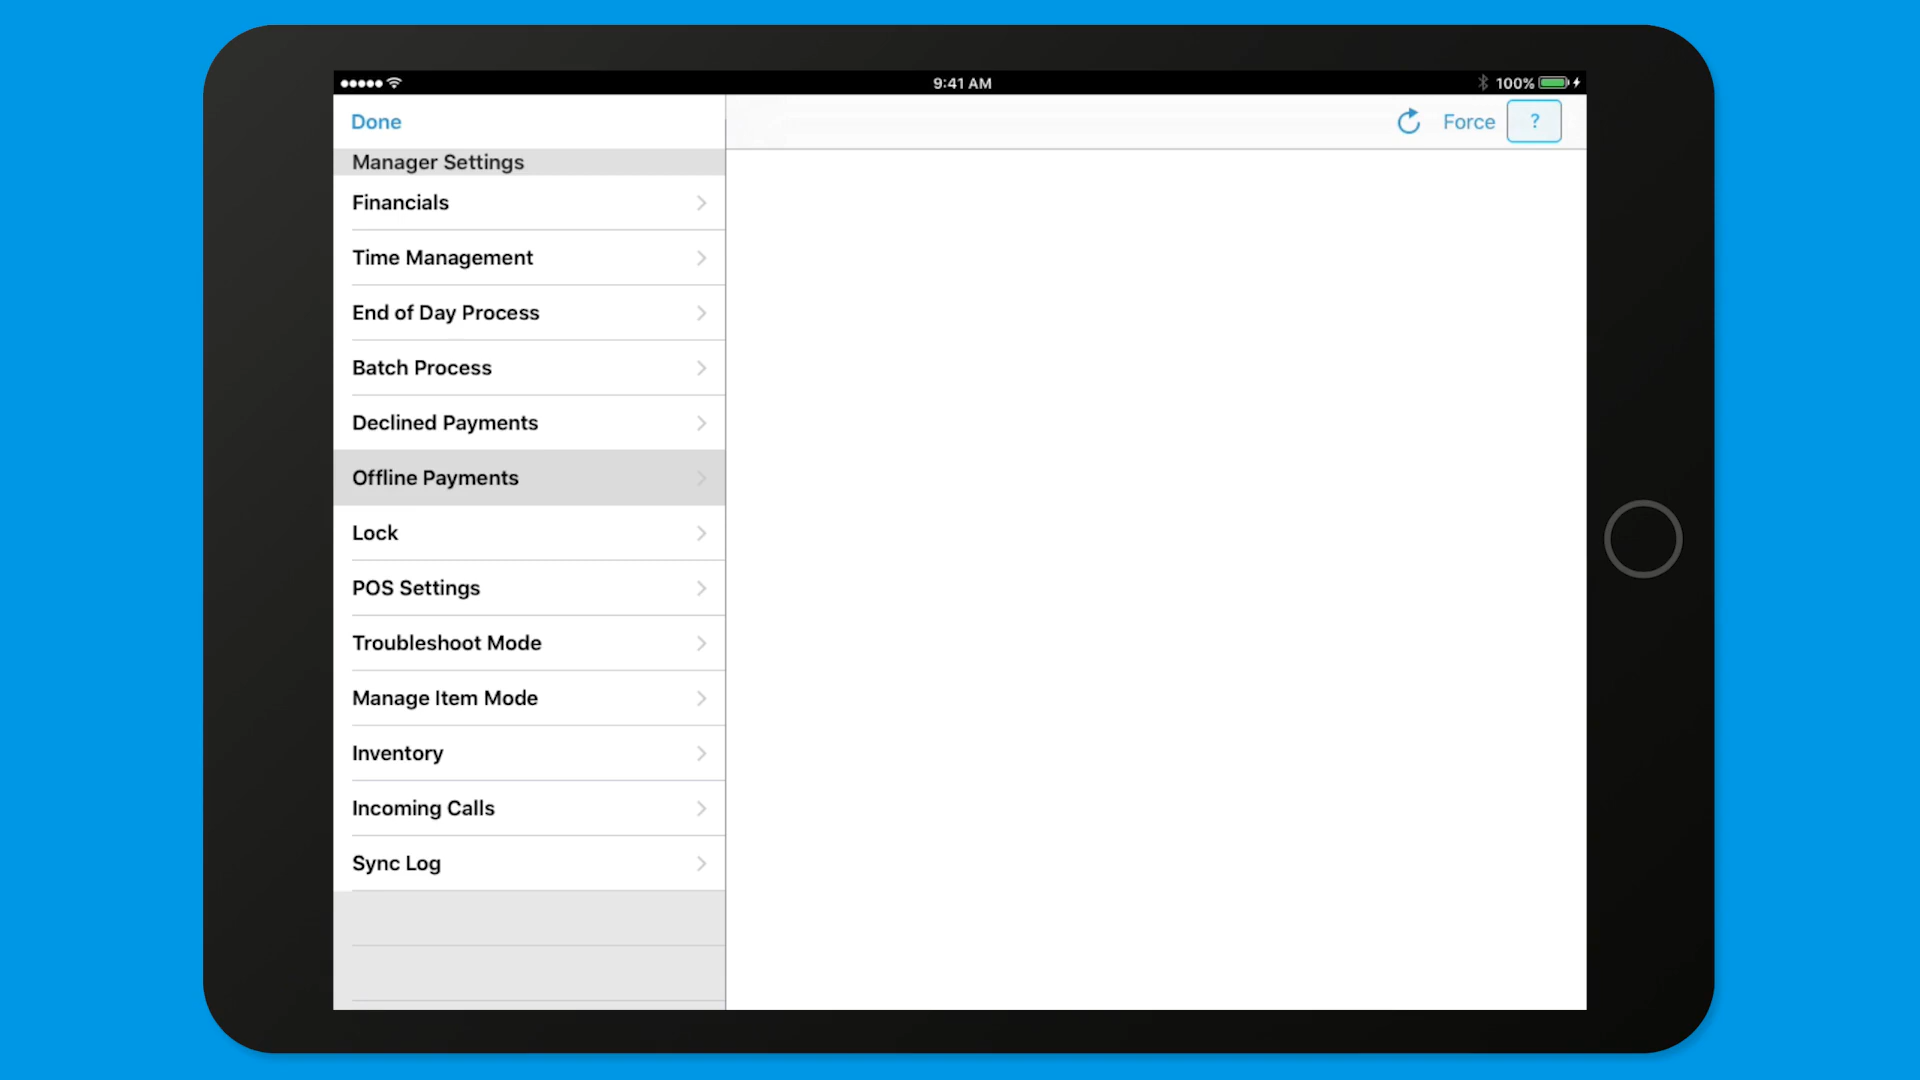 9:41 AM
100%
Done
Force
?
Manager Settings
Financials
Time Management
End of Day Process
Batch Process
Declined Payments
Offline Payments
Lock
POS Settings
Troubleshoot Mode
Manage Item Mode
Inventory
Incoming Calls
Sync Log